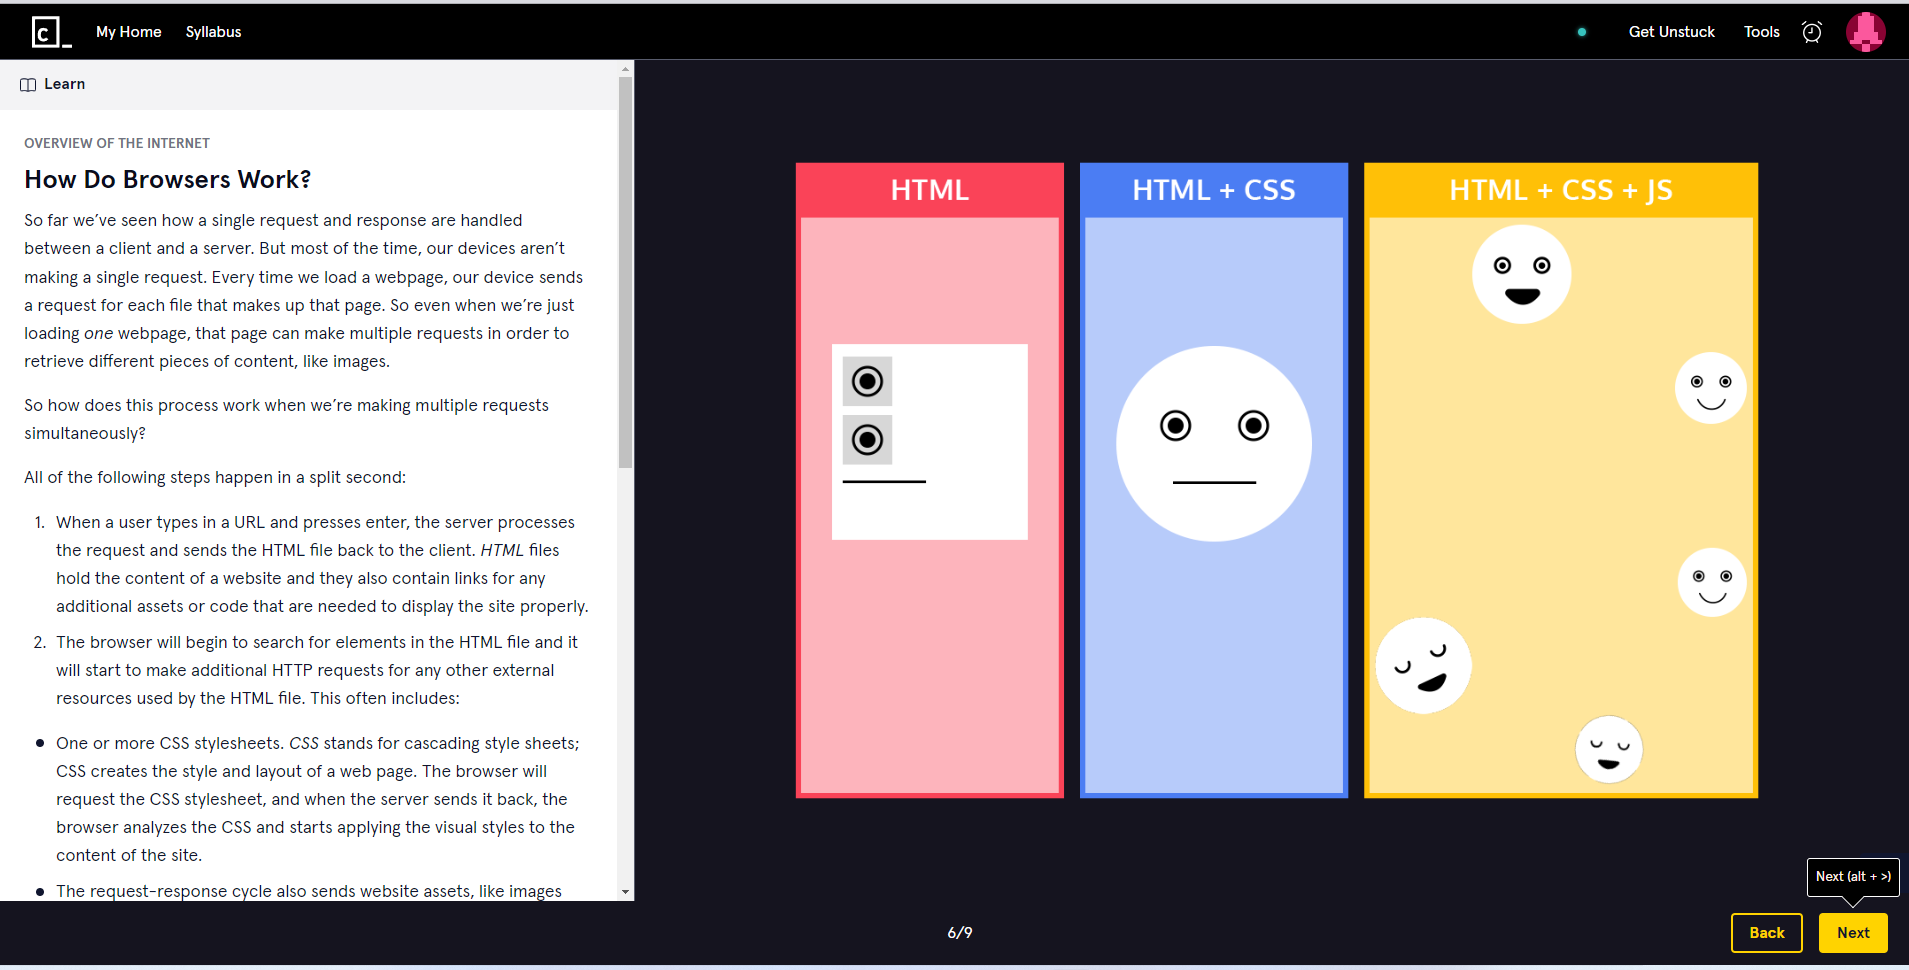 c_
My Home
Syllabus
Get Unstuck
Tools
Learn
OVERVIEW OF THE INTERNET
How Do Browsers Work?
So far we’ve seen how a single request and response are handled
between a client and a server. But most of the time, our devices aren’t
making a single request. Every time we load a webpage, our device sends
a request for each file that makes up that page. So even when we’re just
loading one webpage, that page can make multiple requests in order to
retrieve different pieces of content, like images.
So how does this process work when we’re making multiple requests
simultaneously?
All of the following steps happen in a split second:
1. When a user types in a URL and presses enter, the server processes
the request and sends the HTML file back to the client. HTML files
hold the content of a website and they also contain links for any
additional assets or code that are needed to display the site properly.
2. The browser will begin to search for elements in the HTML file and it
will start to make additional HTTP requests for any other external
resources used by the HTML file. This often includes:
• One or more CSS stylesheets. CSS stands for cascading style sheets;
CSS creates the style and layout of a web page. The browser will
request the CSS stylesheet, and when the server sends it back, the
browser analyzes the CSS and starts applying the visual styles to the
content of the site.
• The request-response cycle also sends website assets, like images
HTML
HTML + CSS
HTML + CSS + JS
Next (alt + >)
6/9
Back
Next